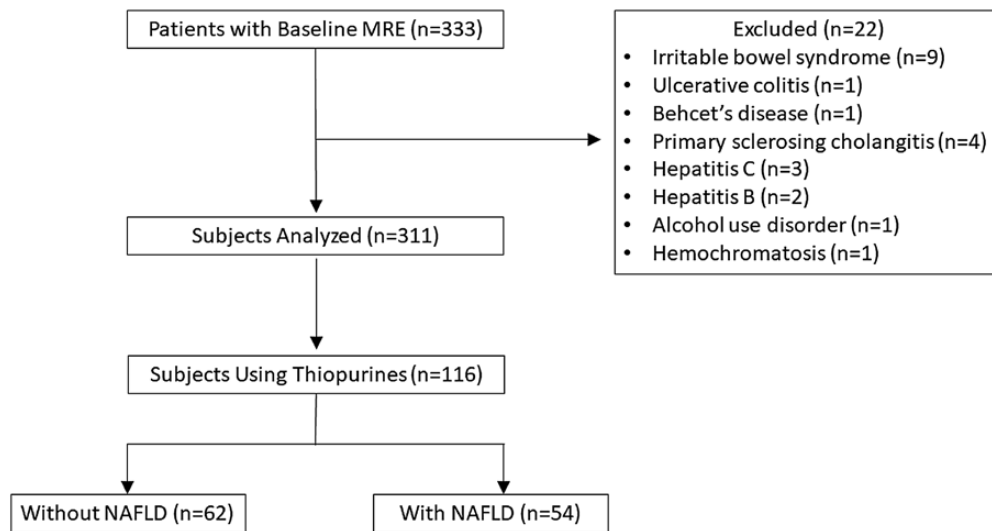 Patients with Baseline MRE (n=333)
Excluded (n=22)
• Irritable bowel syndrome (n=9)
• Ulcerative colitis (n=1)
• Behcet's disease (n=1)
• Primary sclerosing cholangitis (n=4)
• Hepatitis C (n=3)
• Hepatitis B (n=2)
• Alcohol use disorder (n=1)
• Hemochromatosis (n=1)
Subjects Analyzed (n=311)
Subjects Using Thiopurines (n=116)
Without NAFLD (n=62)
With NAFLD (n=54)